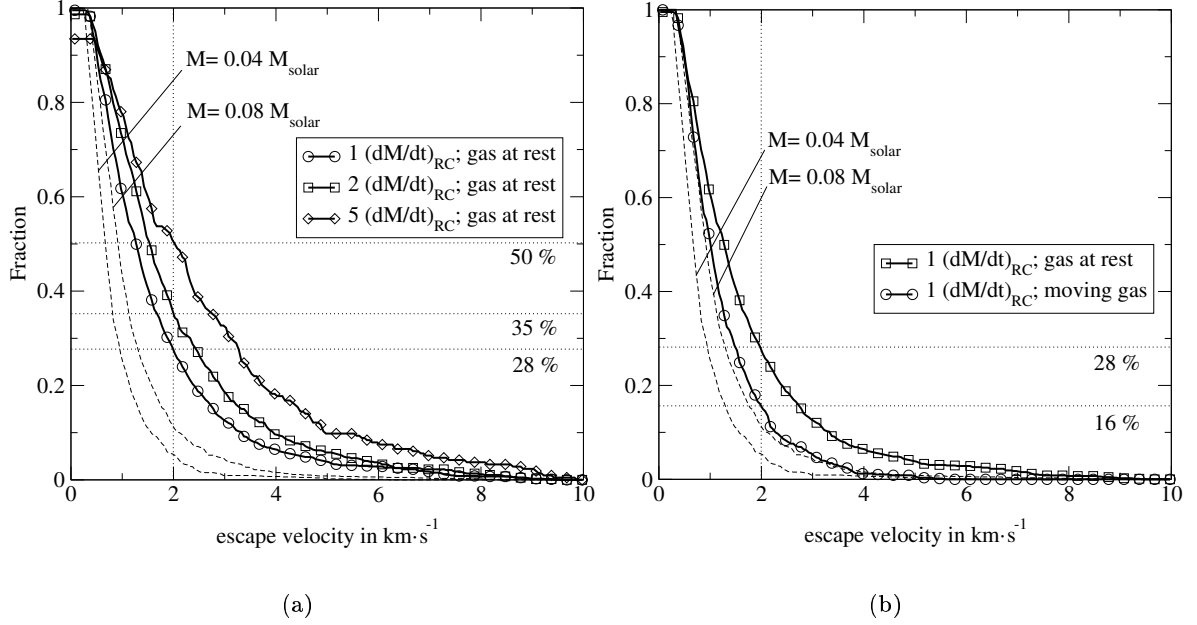 1
0.8
0.6
0.4
0.2
0
Fraction
0 2 4 6 8 10
escape velocity in km·s⁻¹
M= 0.04 M_solar
M= 0.08 M_solar
1 (dM/dt)_RC; gas at rest
2 (dM/dt)_RC; gas at rest
5 (dM/dt)_RC; gas at rest
50 %
35 %
28 %
(a)
1
0.8
0.6
0.4
0.2
0
Fraction
0 2 4 6 8 10
escape velocity in km·s⁻¹
M= 0.04 M_solar
M= 0.08 M_solar
1 (dM/dt)_RC; gas at rest
1 (dM/dt)_RC; moving gas
28 %
16 %
(b)